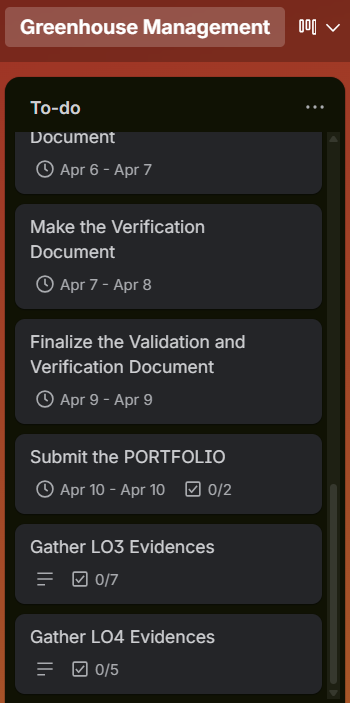 Greenhouse Management
To-do
Document
Apr 6 - Apr 7
Make the Verification
Document
Apr 7 - Apr 8
Finalize the Validation and
Verification Document
Apr 9 - Apr 9
Submit the PORTFOLIO
Apr 10 - Apr 10 0/2
Gather LO3 Evidences
0/7
Gather LO4 Evidences
0/5